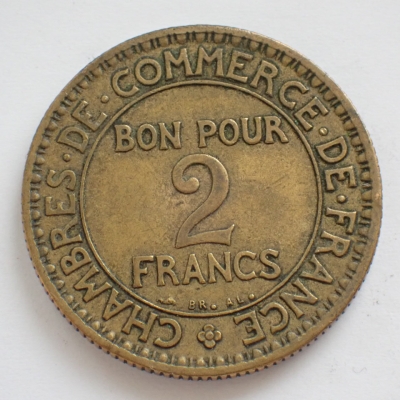 CHAMBRES·DE·COMMERCE·DE·FRANCE
BON POUR
2
FRANCS
BR. AL.